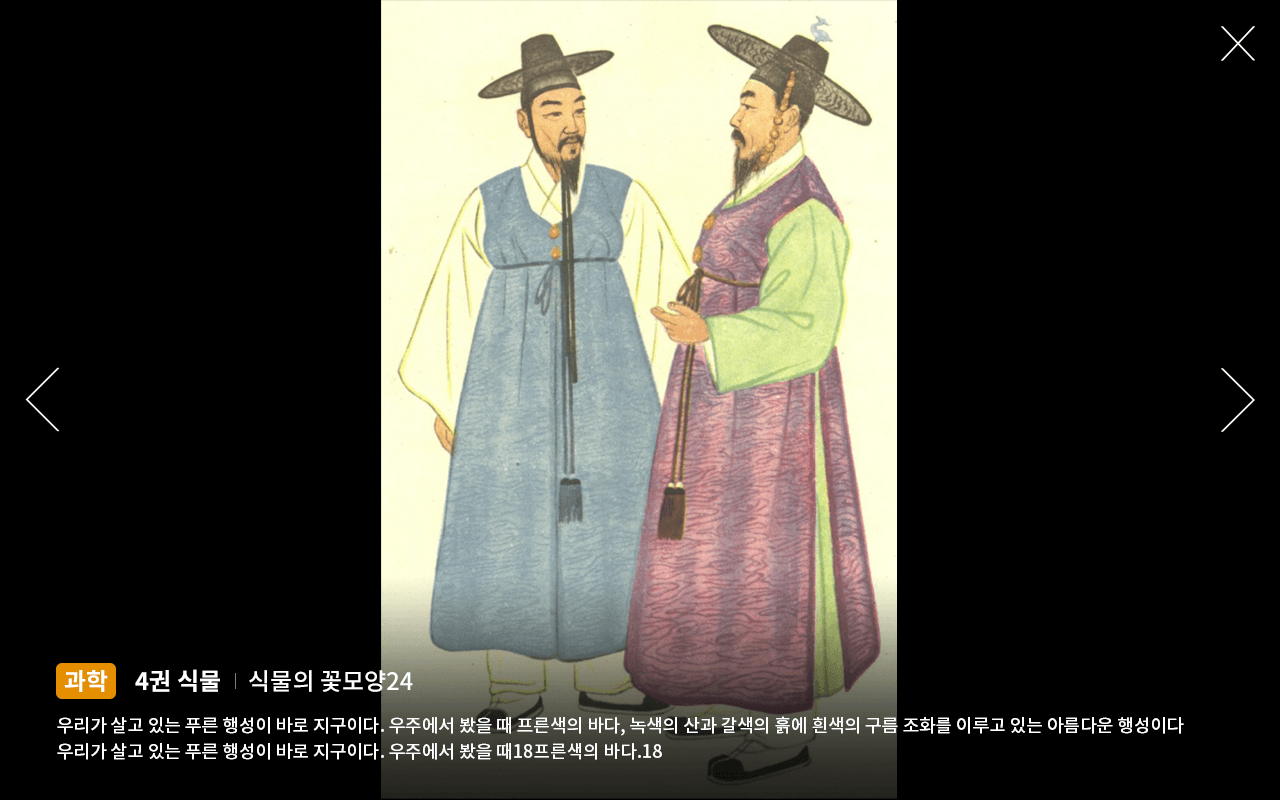 과학 4권 식물 | 식물의 꽃모양24
우리가 살고 있는 푸른 행성이 바로 지구이다. 우주에서 봤을 때 프른색의 바다, 녹색의 산과 갈색의 흙에 흰색의 구름 조화를 이루고 있는 아름다운 행성이다
우리가 살고 있는 푸른 행성이 바로 지구이다. 우주에서 봤을 때18프른색의 바다.18